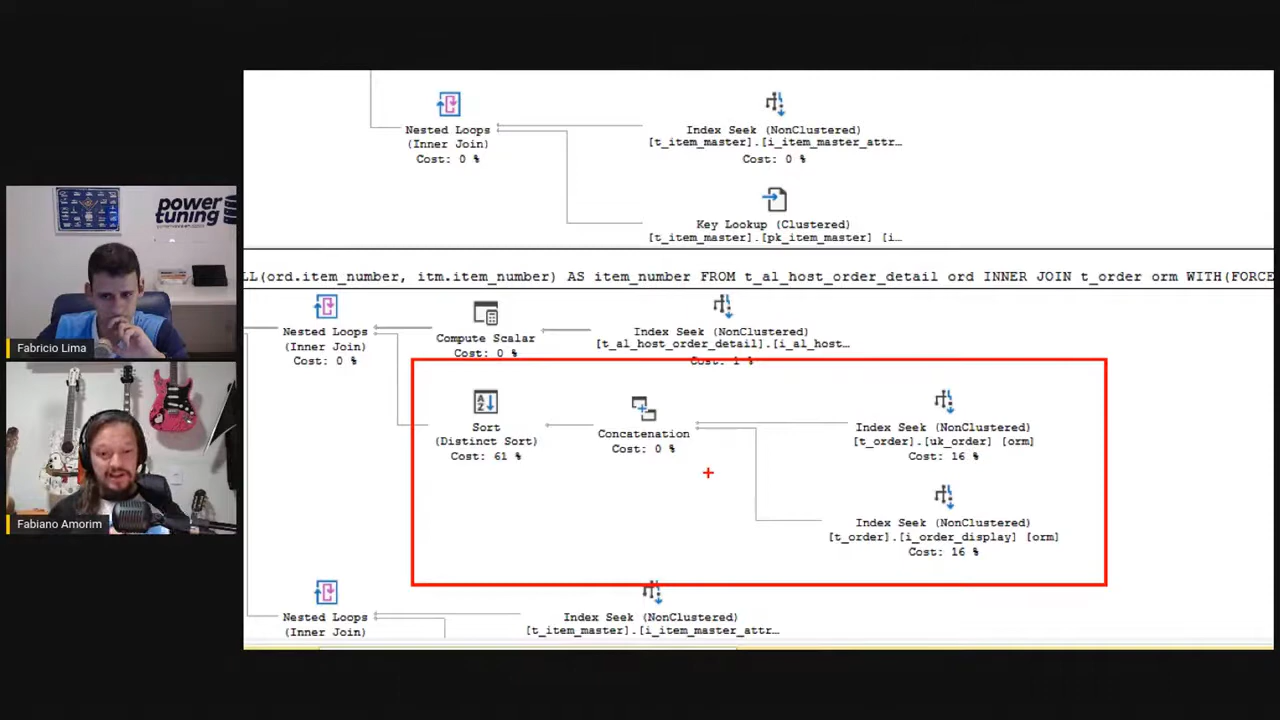 Nested Loops
(Inner Join)
Cost: 0 %
Index Seek (NonClustered)
[t_item_master].[i_item_master_attr…
Cost: 0 %
Key Lookup (Clustered)
[t_item_master].[pk_item_master] [i…
LL(ord.item_number, itm.item_number) AS item_number FROM t_al_host_order_detail ord INNER JOIN t_order orm WITH(FORCE
Nested Loops
(Inner Join)
Cost: 0 %
Compute Scalar
Cost: 0 %
Index Seek (NonClustered)
[t_al_host_order_detail].[i_al_host…
Cost: 1 %
Sort
(Distinct Sort)
Cost: 61 %
Concatenation
Cost: 0 %
Index Seek (NonClustered)
[t_order].[uk_order] [orm]
Cost: 16 %
Index Seek (NonClustered)
[t_order].[i_order_display] [orm]
Cost: 16 %
Nested Loops
(Inner Join)
Index Seek (NonClustered)
[t_item_master].[i_item_master_attr…
power
tuning
Fabricio Lima
Fabiano Amorim